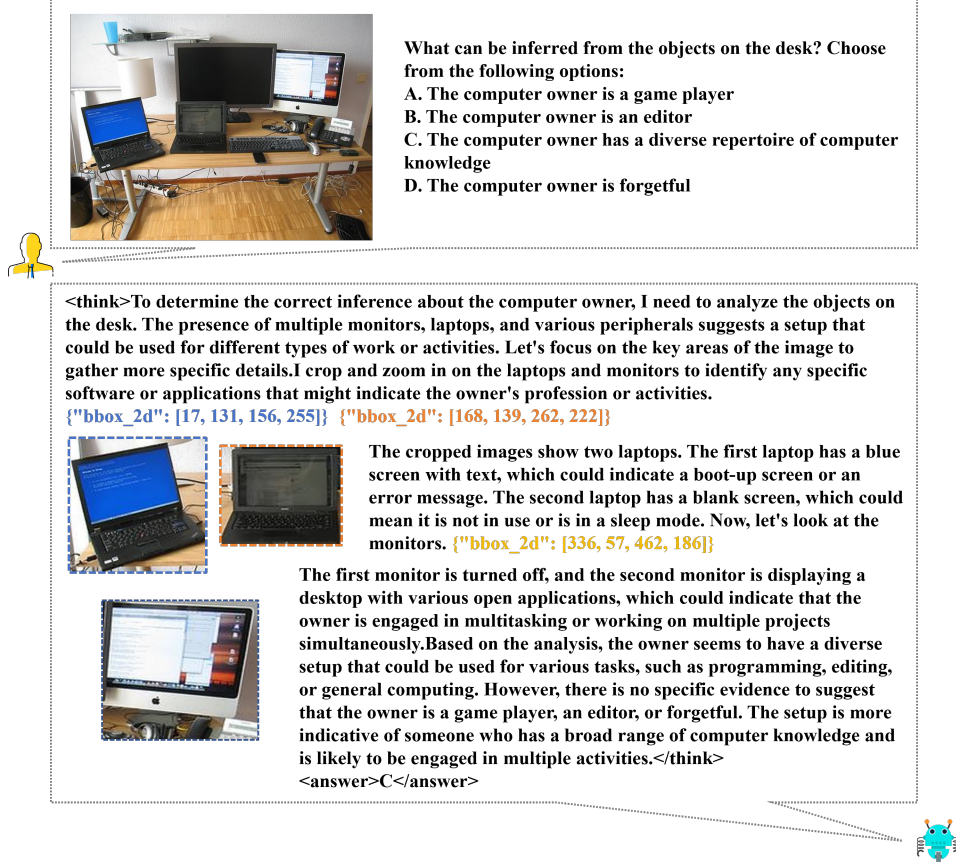 What can be inferred from the objects on the desk? Choose
from the following options:
A. The computer owner is a game player
B. The computer owner is an editor
C. The computer owner has a diverse repertoire of computer
knowledge
D. The computer owner is forgetful
<think>To determine the correct inference about the computer owner, I need to analyze the objects on
the desk. The presence of multiple monitors, laptops, and various peripherals suggests a setup that
could be used for different types of work or activities. Let's focus on the key areas of the image to
gather more specific details.I crop and zoom in on the laptops and monitors to identify any specific
software or applications that might indicate the owner's profession or activities.
{"bbox_2d": [17, 131, 156, 255]} {"bbox_2d": [168, 139, 262, 222]}
The cropped images show two laptops. The first laptop has a blue
screen with text, which could indicate a boot-up screen or an
error message. The second laptop has a blank screen, which could
mean it is not in use or is in a sleep mode. Now, let's look at the
monitors. {"bbox_2d": [336, 57, 462, 186]}
The first monitor is turned off, and the second monitor is displaying a
desktop with various open applications, which could indicate that the
owner is engaged in multitasking or working on multiple projects
simultaneously.Based on the analysis, the owner seems to have a diverse
setup that could be used for various tasks, such as programming, editing,
or general computing. However, there is no specific evidence to suggest
that the owner is a game player, an editor, or forgetful. The setup is more
indicative of someone who has a broad range of computer knowledge and
is likely to be engaged in multiple activities.</think>
<answer>C</answer>